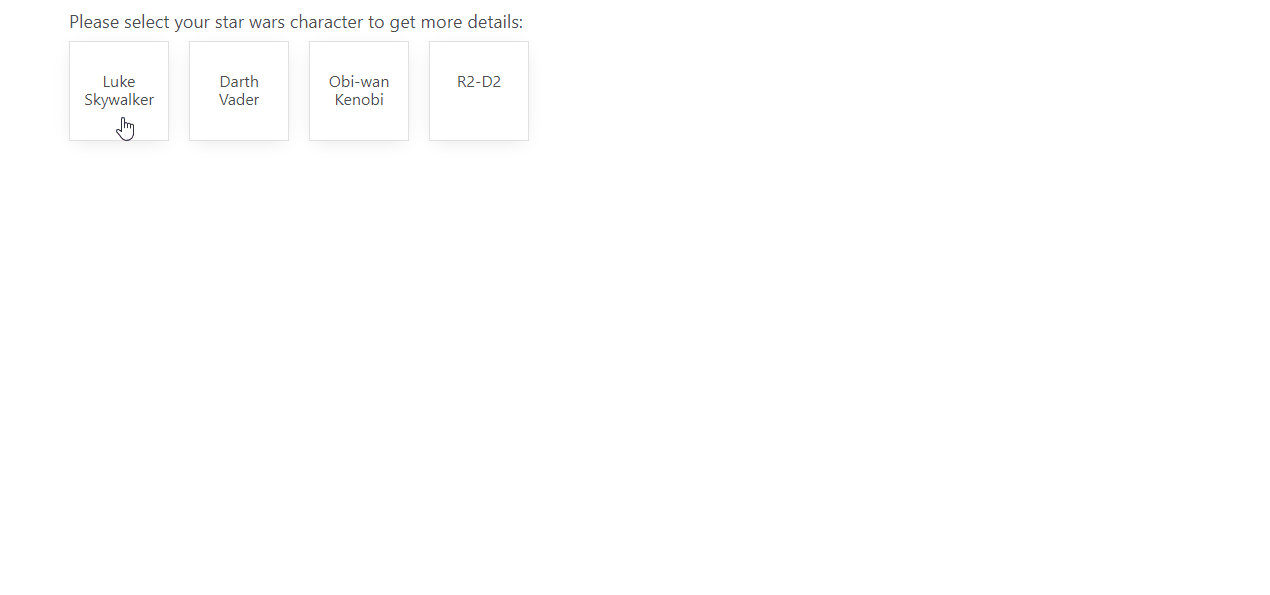 Please select your star wars character to get more details:
Luke
Skywalker
Darth
Vader
Obi-wan
Kenobi
R2-D2